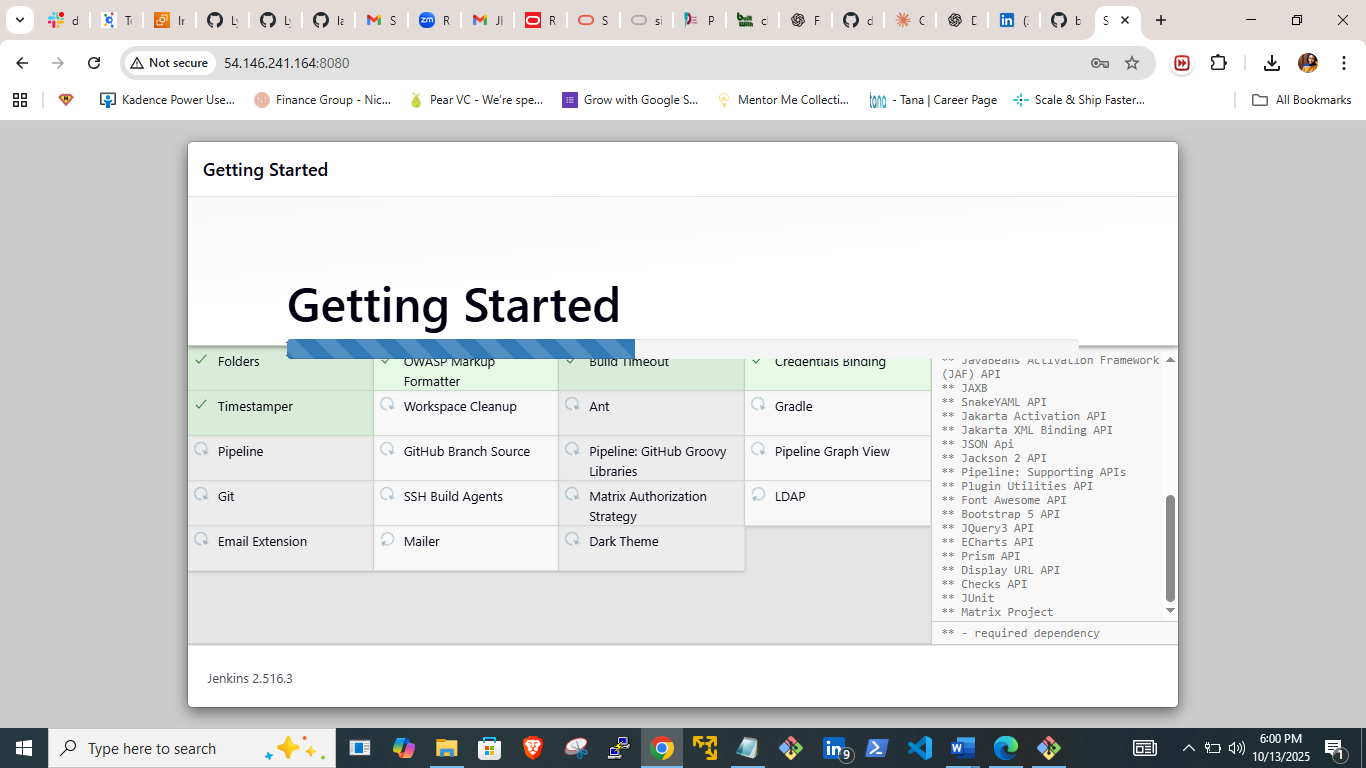 d
To
In
Ly
Ly
la
S
R
JI
R
S
si
P
cl
F
d
C
D
(2
b
S
Not secure
54.146.241.164:8080
Kadence Power Use...
Finance Group - Nic...
Pear VC - We're spe...
Grow with Google S...
Mentor Me Collecti...
- Tana | Career Page
Scale & Ship Faster...
All Bookmarks
Getting Started
Getting Started
Folders
OWASP Markup Formatter
Build Timeout
Credentials Binding
Timestamper
Workspace Cleanup
Ant
Gradle
Pipeline
GitHub Branch Source
Pipeline: GitHub Groovy Libraries
Pipeline Graph View
Git
SSH Build Agents
Matrix Authorization Strategy
LDAP
Email Extension
Mailer
Dark Theme
** JavaBeans Activation Framework
(JAF) API
** JAXB
** SnakeYAML API
** Jakarta Activation API
** Jakarta XML Binding API
** JSON Api
** Jackson 2 API
** Pipeline: Supporting APIs
** Plugin Utilities API
** Font Awesome API
** Bootstrap 5 API
** JQuery3 API
** ECharts API
** Prism API
** Display URL API
** Checks API
** JUnit
** Matrix Project
** - required dependency
Jenkins 2.516.3
Type here to search
9
6:00 PM
10/13/2025
1